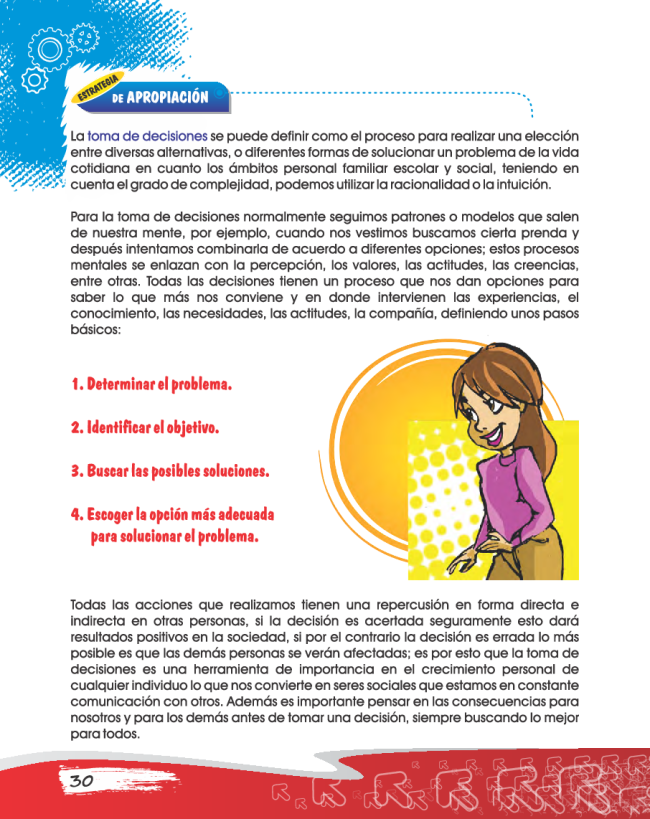 ESTRATEGIA
DE APROPIACIÓN
La toma de decisiones se puede definir como el proceso para realizar una elección
entre diversas alternativas, o diferentes formas de solucionar un problema de la vida
cotidiana en cuanto los ámbitos personal familiar escolar y social, teniendo en
cuenta el grado de complejidad, podemos utilizar la racionalidad o la intuición.
Para la toma de decisiones normalmente seguimos patrones o modelos que salen
de nuestra mente, por ejemplo, cuando nos vestimos buscamos cierta prenda y
después intentamos combinarla de acuerdo a diferentes opciones; estos procesos
mentales se enlazan con la percepción, los valores, las actitudes, las creencias,
entre otras. Todas las decisiones tienen un proceso que nos dan opciones para
saber lo que más nos conviene y en donde intervienen las experiencias, el
conocimiento, las necesidades, las actitudes, la compañía, definiendo unos pasos
básicos:
1. Determinar el problema.
2. Identificar el objetivo.
3. Buscar las posibles soluciones.
4. Escoger la opción más adecuada
para solucionar el problema.
Todas las acciones que realizamos tienen una repercusión en forma directa e
indirecta en otras personas, si la decisión es acertada seguramente esto dará
resultados positivos en la sociedad, si por el contrario la decisión es errada lo más
posible es que las demás personas se verán afectadas; es por esto que la toma de
decisiones es una herramienta de importancia en el crecimiento personal de
cualquier individuo lo que nos convierte en seres sociales que estamos en constante
comunicación con otros. Además es importante pensar en las consecuencias para
nosotros y para los demás antes de tomar una decisión, siempre buscando lo mejor
para todos.
30